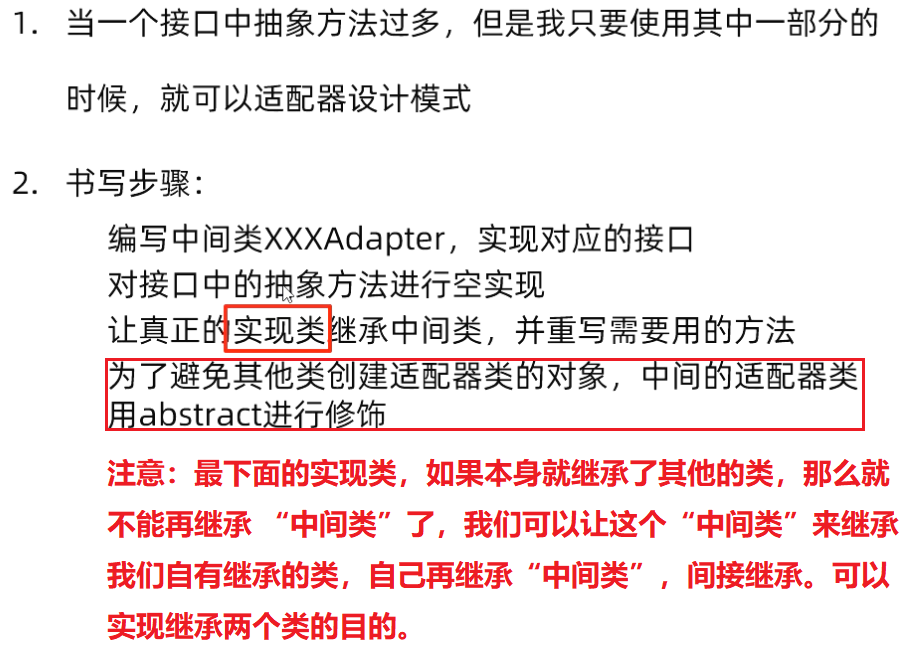 1. 当一个接口中抽象方法过多，但是我只要使用其中一部分的
时候，就可以适配器设计模式
2. 书写步骤：
编写中间类XXXAdapter，实现对应的接口
对接口中的抽象方法进行空实现
让真正的实现类继承中间类，并重写需要用的方法
为了避免其他类创建适配器类的对象，中间的适配器类
用abstract进行修饰
注意：最下面的实现类，如果本身就继承了其他的类，那么就
不能再继承 “中间类”了，我们可以让这个“中间类”来继承
我们自有继承的类，自己再继承“中间类”，间接继承。可以
实现继承两个类的目的。